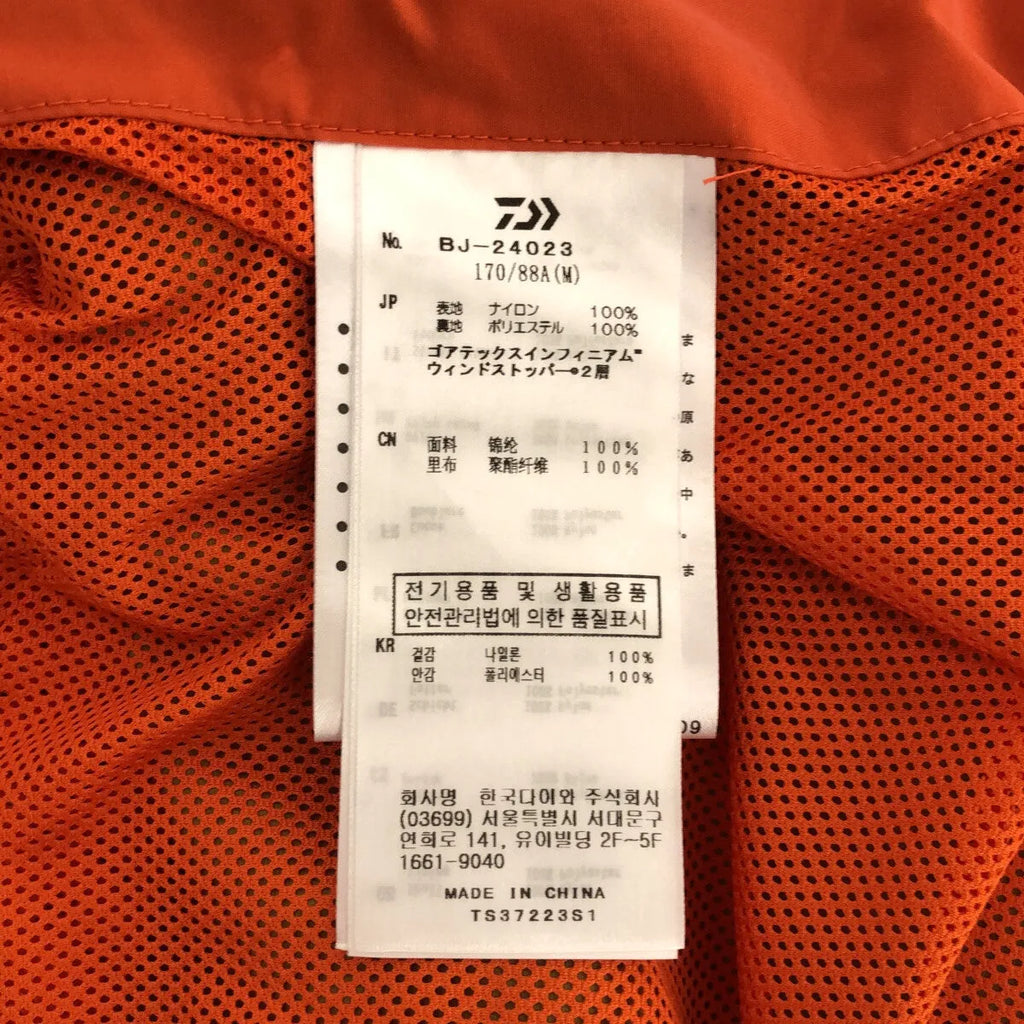 No. BJ-24023
170/88A(M)
JP 表地 ナイロン 100%
裏地 ポリエステル 100%
ゴアテックスインフィニアム™
ウィンドストッパー®2層
CN 面料 锦纶 100%
里布 聚酯纤维 100%
전기용품 및 생활용품
안전관리법에 의한 품질표시
KR 겉감 나일론 100%
안감 폴리에스터 100%
회사명 한국다이와 주식회사
(03699) 서울특별시 서대문구
연희로 141, 유이빌딩 2F~5F
1661-9040
MADE IN CHINA
TS37223S1
ま
な
原
あ
中
。
ま
09